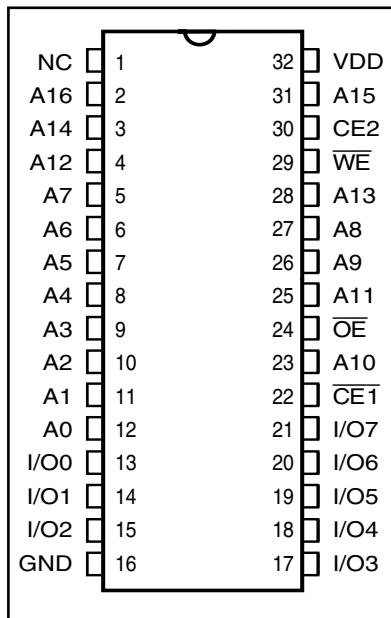 NC 1 32 VDD
A16 2 31 A15
A14 3 30 CE2
A12 4 29 W̅E̅
A7 5 28 A13
A6 6 27 A8
A5 7 26 A9
A4 8 25 A11
A3 9 24 O̅E̅
A2 10 23 A10
A1 11 22 C̅E̅1̅
A0 12 21 I/O7
I/O0 13 20 I/O6
I/O1 14 19 I/O5
I/O2 15 18 I/O4
GND 16 17 I/O3